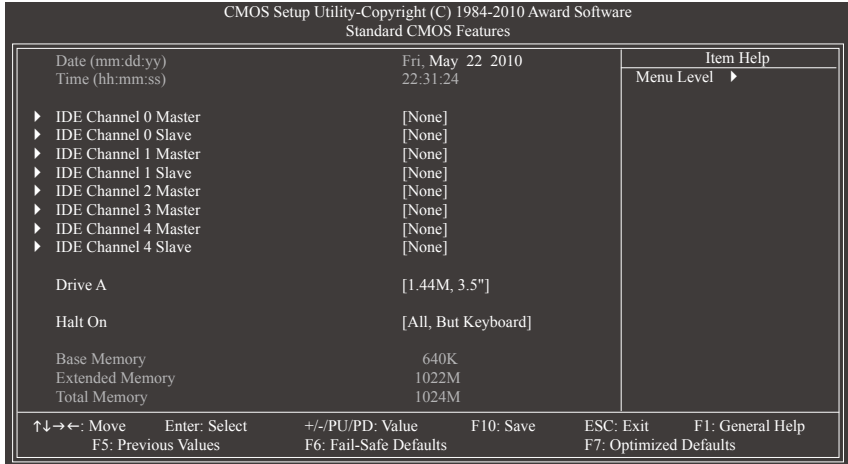 CMOS Setup Utility-Copyright (C) 1984-2010 Award Software
Standard CMOS Features
Date (mm:dd:yy) Fri, May 22 2010
Time (hh:mm:ss) 22:31:24
IDE Channel 0 Master [None]
IDE Channel 0 Slave [None]
IDE Channel 1 Master [None]
IDE Channel 1 Slave [None]
IDE Channel 2 Master [None]
IDE Channel 3 Master [None]
IDE Channel 4 Master [None]
IDE Channel 4 Slave [None]
Drive A [1.44M, 3.5"]
Halt On [All, But Keyboard]
Base Memory 640K
Extended Memory 1022M
Total Memory 1024M
Item Help
Menu Level ▶
↑↓→←: Move Enter: Select +/-/PU/PD: Value F10: Save ESC: Exit F1: General Help
F5: Previous Values F6: Fail-Safe Defaults F7: Optimized Defaults